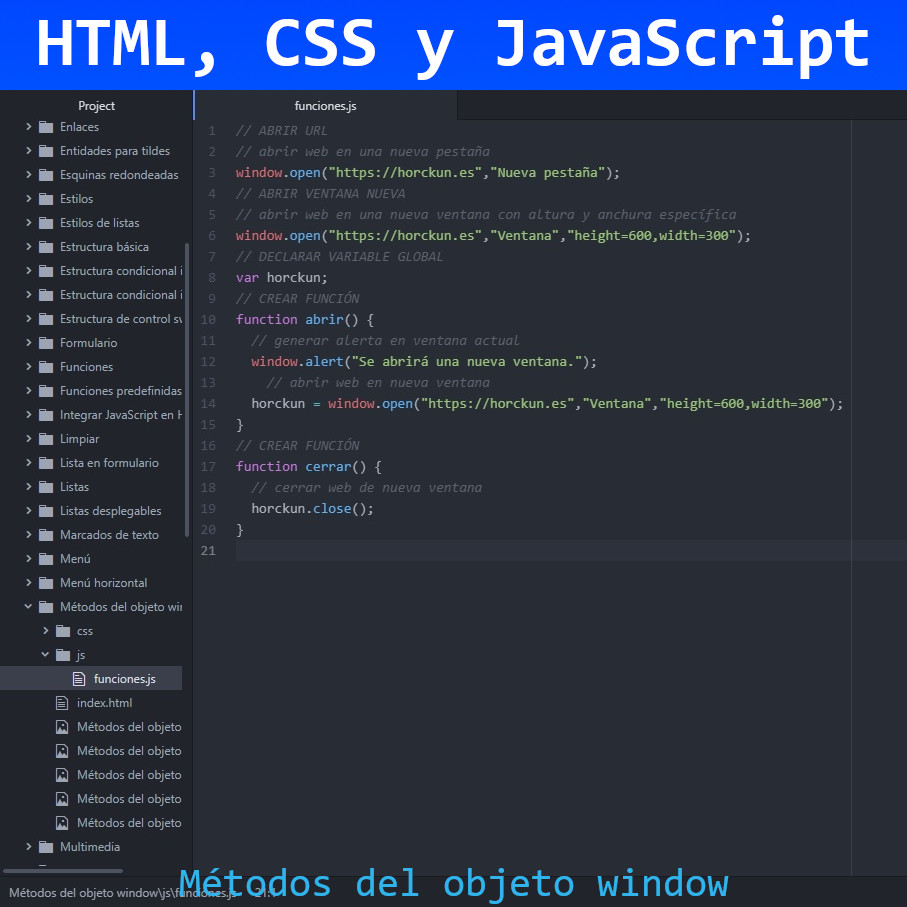 HTML, CSS y JavaScript
Project
Enlaces
Entidades para tildes
Esquinas redondeadas
Estilos
Estilos de listas
Estructura básica
Estructura condicional i
Estructura condicional i
Estructura de control sv
Formulario
Funciones
Funciones predefinidas
Integrar JavaScript en H
Limpiar
Lista en formulario
Listas
Listas desplegables
Marcados de texto
Menú
Menú horizontal
Métodos del objeto win
css
js
funciones.js
index.html
Métodos del objeto
Métodos del objeto
Métodos del objeto
Métodos del objeto
Métodos del objeto
Multimedia
funciones.js
1 // ABRIR URL
2 // abrir web en una nueva pestaña
3 window.open("https://horckun.es","Nueva pestaña");
4 // ABRIR VENTANA NUEVA
5 // abrir web en una nueva ventana con altura y anchura específica
6 window.open("https://horckun.es","Ventana","height=600,width=300");
7 // DECLARAR VARIABLE GLOBAL
8 var horckun;
9 // CREAR FUNCIÓN
10 function abrir() {
11   // generar alerta en ventana actual
12   window.alert("Se abrirá una nueva ventana.");
13     // abrir web en nueva ventana
14   horckun = window.open("https://horckun.es","Ventana","height=600,width=300");
15 }
16 // CREAR FUNCIÓN
17 function cerrar() {
18   // cerrar web de nueva ventana
19   horckun.close();
20 }
21
Métodos del objeto window\js\funciones.js
Métodos del objeto window